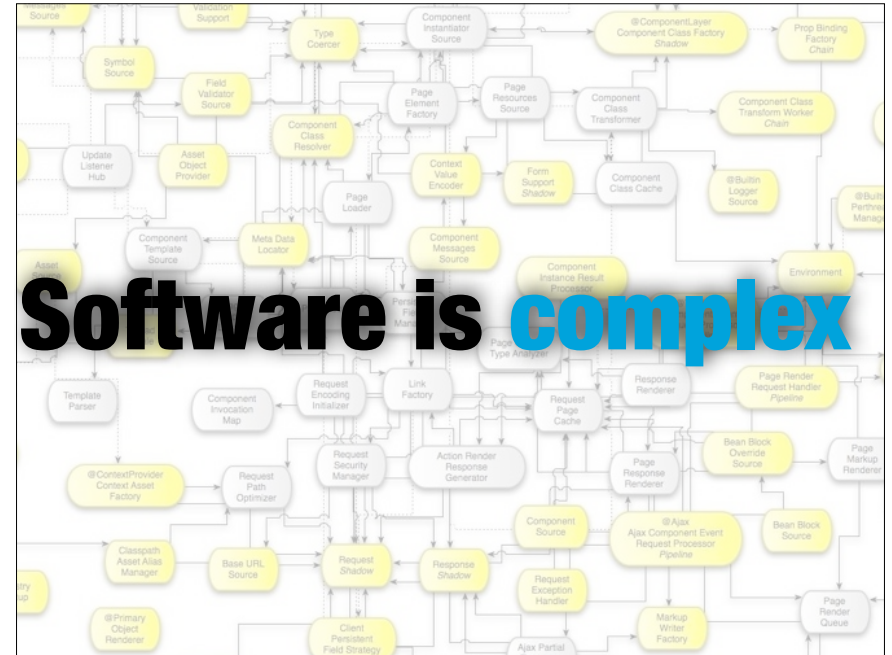 Messages
Source
Validation
Support
Type
Coercer
Component
Instantiator
Source
@ComponentLayer
Component Class Factory
Shadow
Prop Binding
Factory
Chain
Symbol
Source
Field
Validator
Source
Page
Element
Factory
Page
Resources
Source
Component
Class
Transformer
Component Class
Transform Worker
Chain
Component
Class
Resolver
Update
Listener
Hub
Asset
Object
Provider
Context
Value
Encoder
Form
Support
Shadow
Component
Class Cache
@Builtin
Logger
Source
Page
Loader
Component
Template
Source
Meta Data
Locator
Component
Messages
Source
Asset
Component
Instance Result
Processor
Environment
Software is complex
Page
Type Analyzer
Template
Parser
Component
Invocation
Map
Request
Encoding
Initializer
Link
Factory
Request
Page
Cache
Response
Renderer
Page Render
Request Handler
Pipeline
@ContextProvider
Context Asset
Factory
Request
Path
Optimizer
Request
Security
Manager
Action Render
Response
Generator
Page
Response
Renderer
Bean Block
Override
Source
Page
Markup
Renderer
Classpath
Asset Alias
Manager
Base URL
Source
Request
Shadow
Response
Shadow
Component
Source
@Ajax
Ajax Component Event
Request Processor
Pipeline
Bean Block
Source
Request
Exception
Handler
@Primary
Object
Renderer
Client
Persistent
Field Strategy
Ajax Partial
Markup
Writer
Factory
Page
Render
Queue